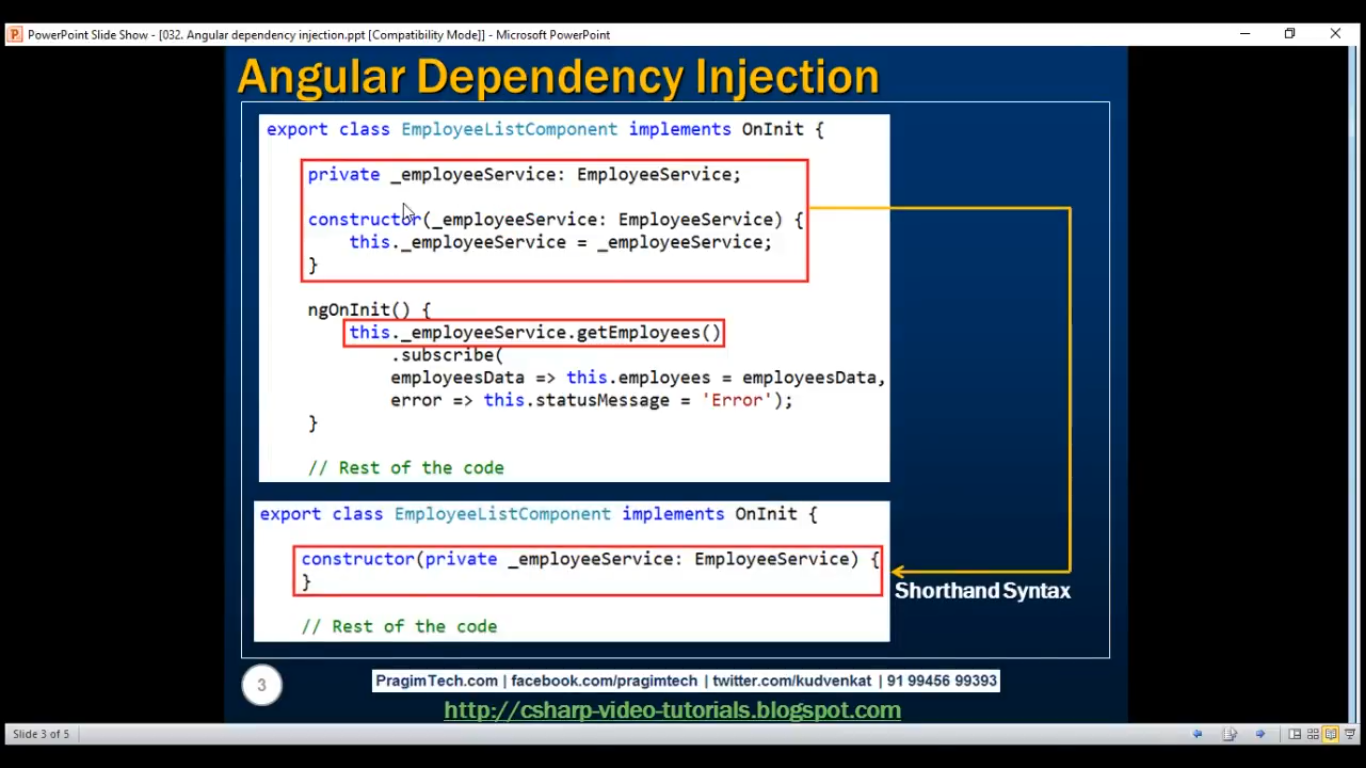 PowerPoint Slide Show - [032. Angular dependency injection.ppt [Compatibility Mode]] - Microsoft PowerPoint
Angular Dependency Injection
export class EmployeeListComponent implements OnInit {
private _employeeService: EmployeeService;
constructor(_employeeService: EmployeeService) {
this._employeeService = _employeeService;
}
ngOnInit() {
this._employeeService.getEmployees()
.subscribe(
employeesData => this.employees = employeesData,
error => this.statusMessage = 'Error');
}
// Rest of the code
export class EmployeeListComponent implements OnInit {
constructor(private _employeeService: EmployeeService) {
}
Shorthand Syntax
// Rest of the code
3
PragimTech.com | facebook.com/pragimtech | twitter.com/kudvenkat | 91 99456 99393
http://csharp-video-tutorials.blogspot.com
Slide 3 of 5